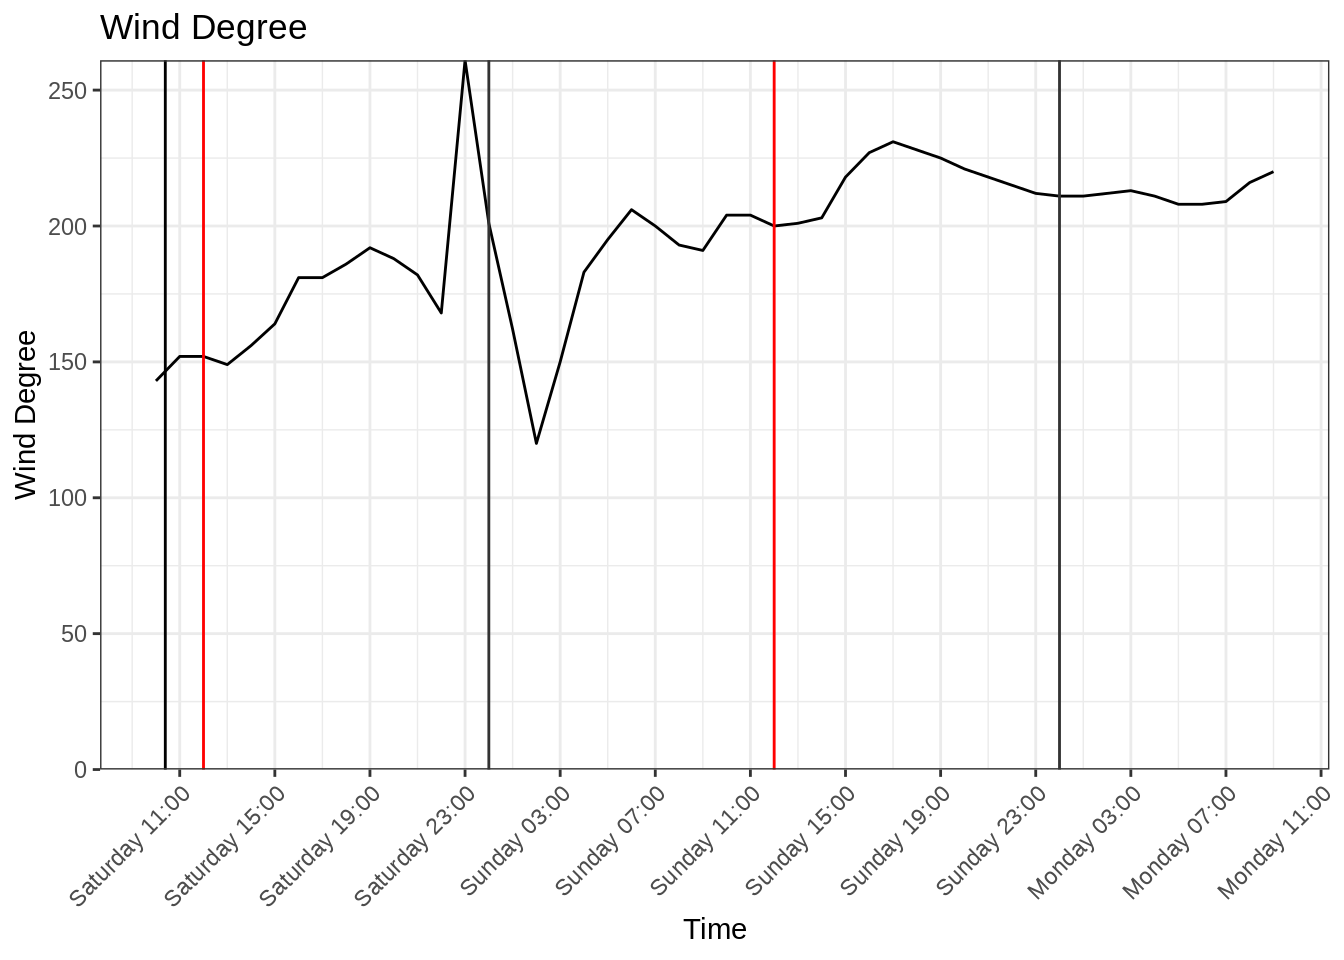 Wind Degree
Wind Degree
250
200
150
100
50
0
Saturday 11:00
Saturday 15:00
Saturday 19:00
Saturday 23:00
Sunday 03:00
Sunday 07:00
Sunday 11:00
Sunday 15:00
Sunday 19:00
Sunday 23:00
Monday 03:00
Monday 07:00
Monday 11:00
Time